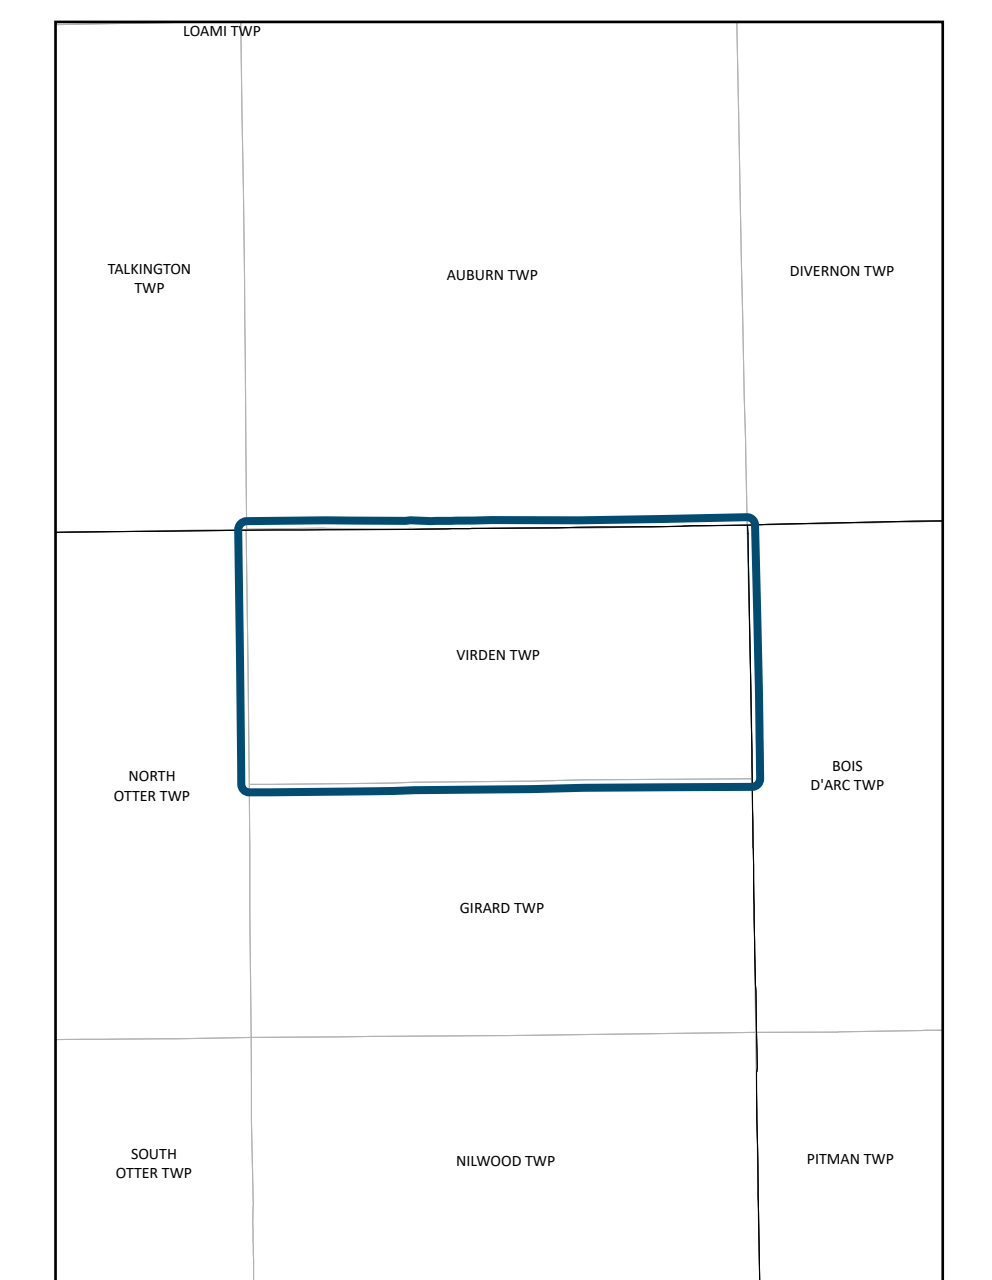 LOAMI TWP
TALKINGTON
TWP
AUBURN TWP
DIVERNON TWP
VIRDEN TWP
NORTH
OTTER TWP
BOIS
D'ARC TWP
GIRARD TWP
SOUTH
OTTER TWP
NILWOOD TWP
PITMAN TWP